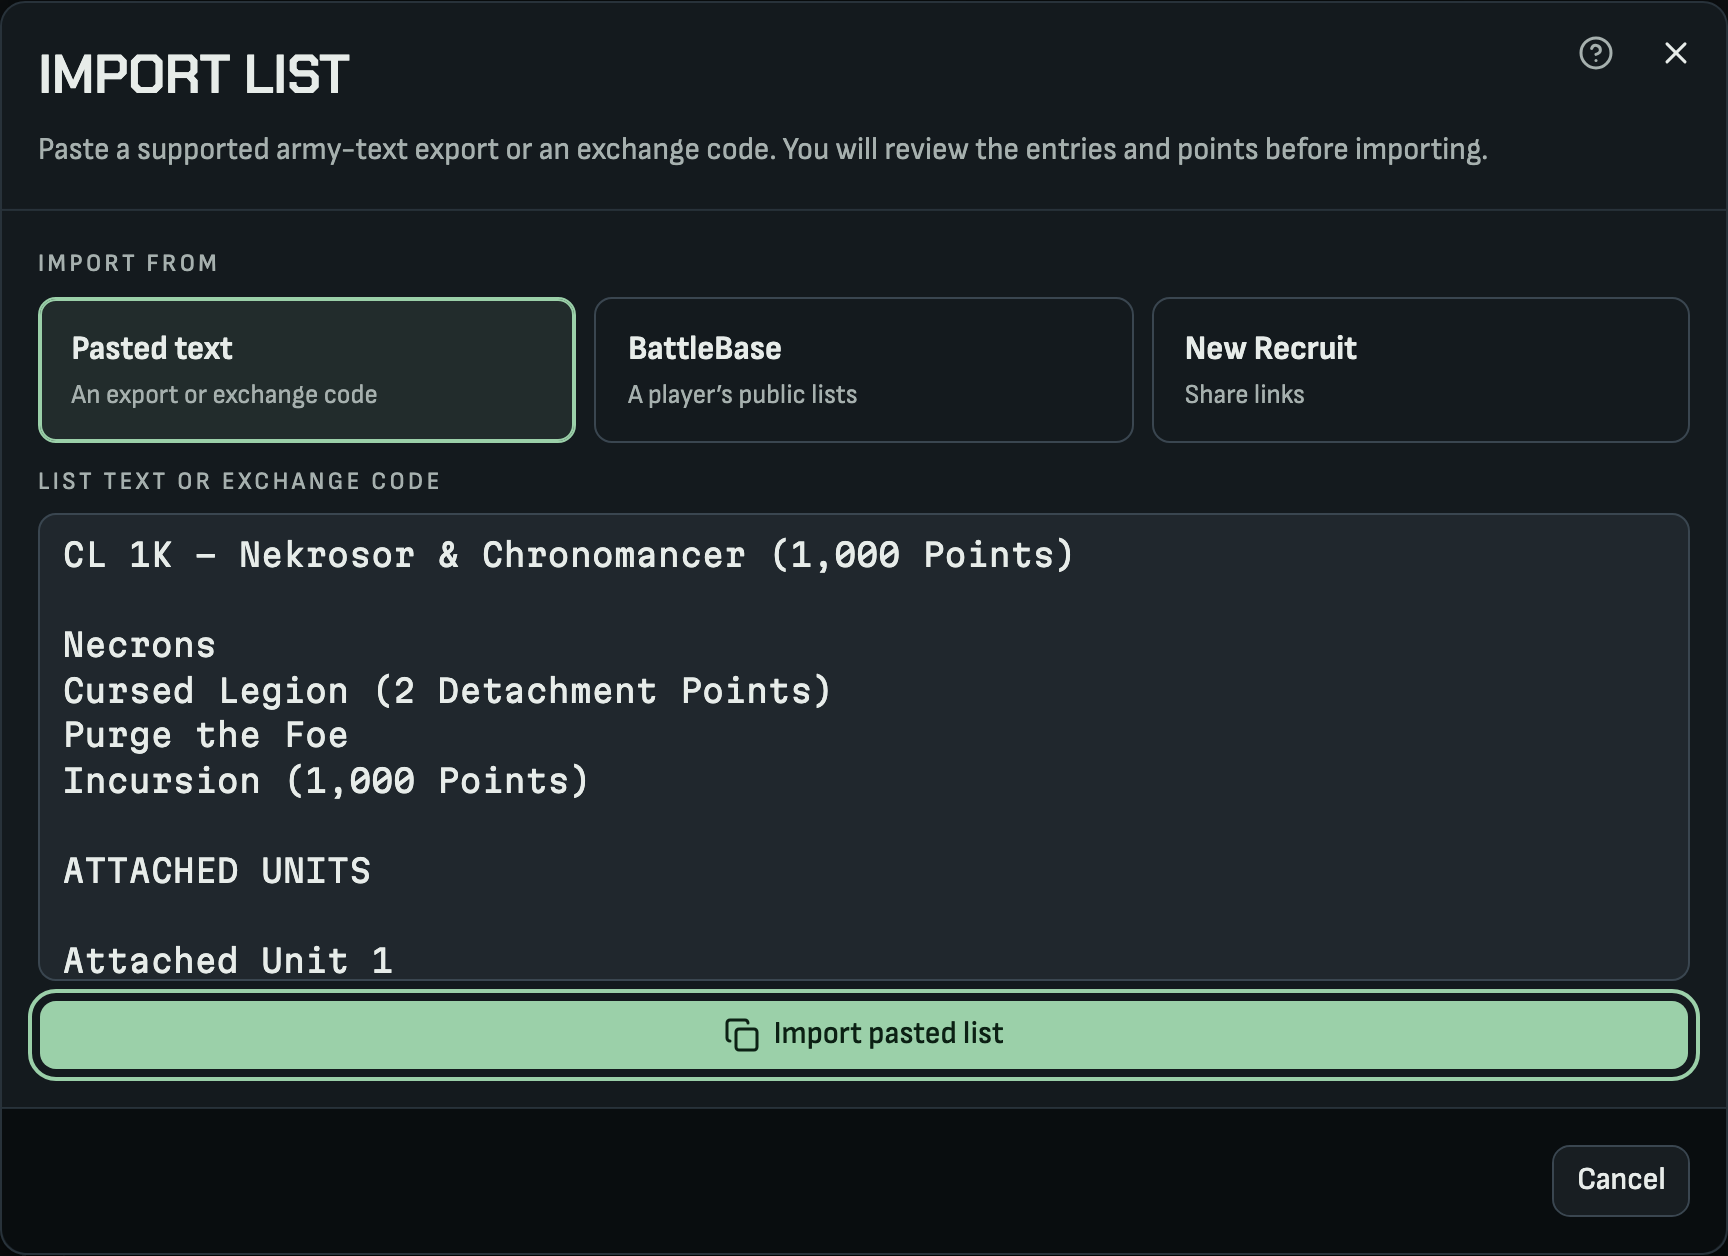 IMPORT LIST
Paste a supported army-text export or an exchange code. You will review the entries and points before importing.
IMPORT FROM
Pasted text
An export or exchange code
BattleBase
A player’s public lists
New Recruit
Share links
LIST TEXT OR EXCHANGE CODE
CL 1K – Nekrosor & Chronomancer (1,000 Points)
Necrons
Cursed Legion (2 Detachment Points)
Purge the Foe
Incursion (1,000 Points)
ATTACHED UNITS
Attached Unit 1
Import pasted list
Cancel